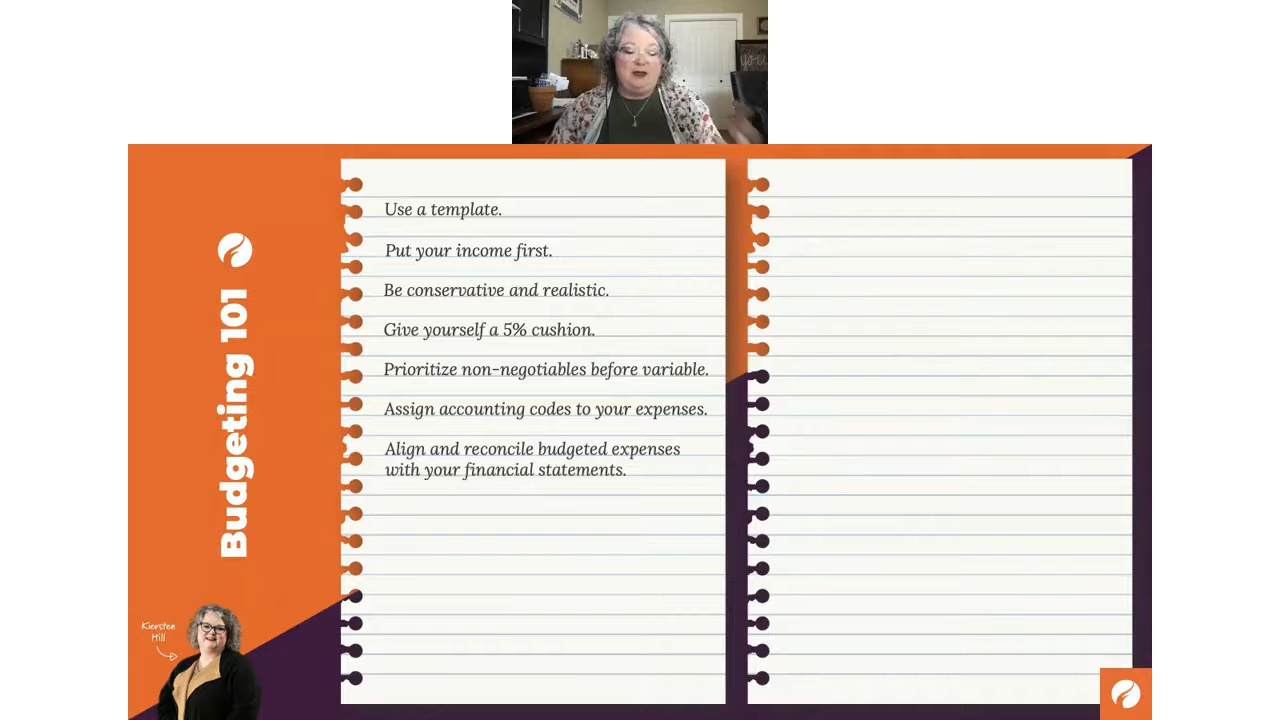 Budgeting 101
Use a template.
Put your income first.
Be conservative and realistic.
Give yourself a 5% cushion.
Prioritize non-negotiables before variable.
Assign accounting codes to your expenses.
Align and reconcile budgeted expenses
with your financial statements.
Kiersten
Hill
you